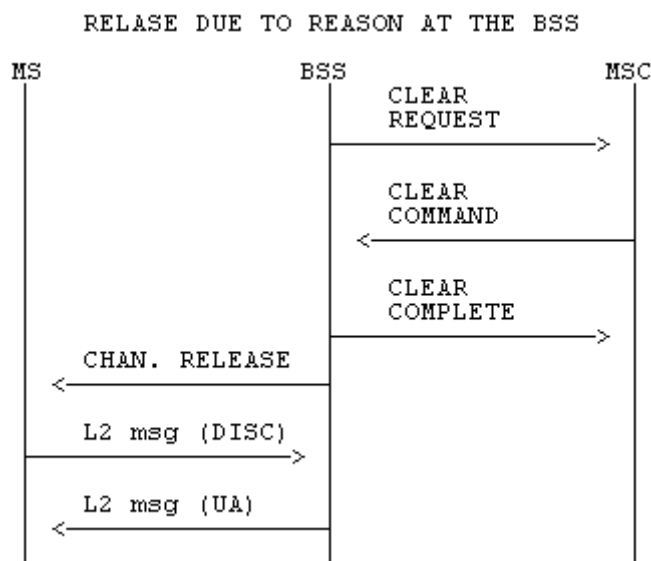 RELASE DUE TO REASON AT THE BSS
MS BSS MSC
CLEAR
REQUEST
CLEAR
COMMAND
CLEAR
COMPLETE
CHAN. RELEASE
L2 msg (DISC)
L2 msg (UA)